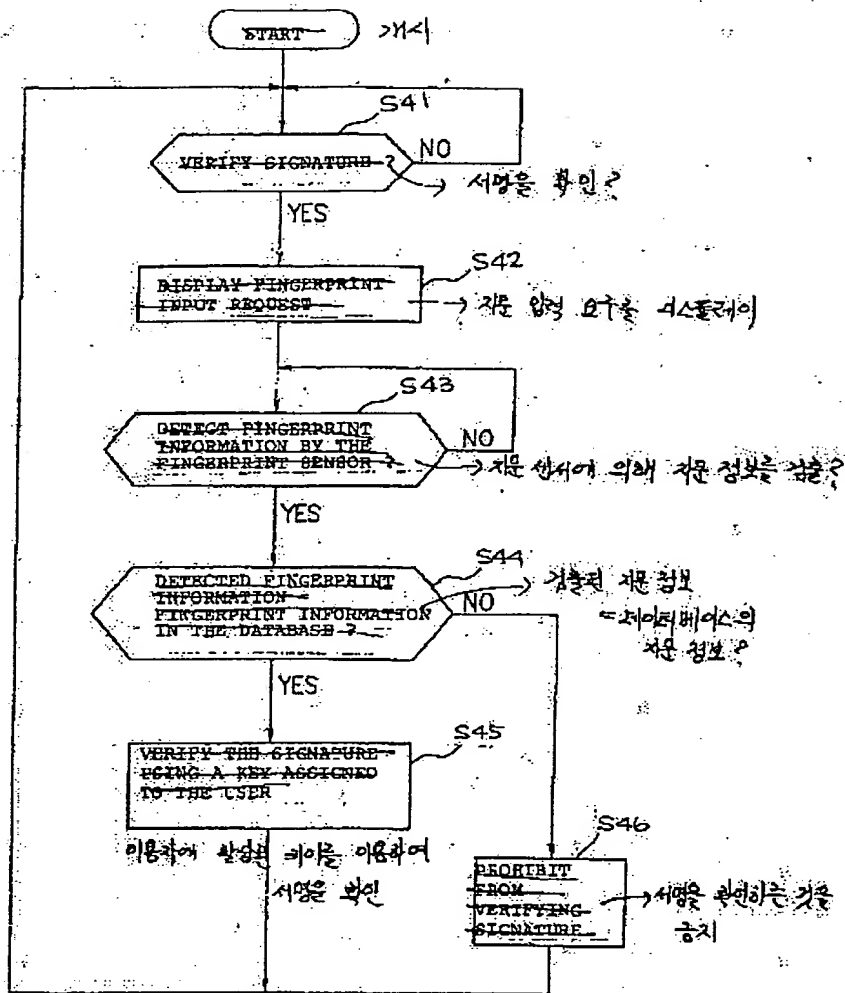 START 개시
S41
VERIFY SIGNATURE ? NO
서명을 확인?
YES
S42
DISPLAY FINGERPRINT
INPUT REQUEST
지문 입력 요구를 디스플레이
S43
DETECT FINGERPRINT
INFORMATION BY THE
FINGERPRINT SENSOR ?
NO
지문 센서에 의해 지문 정보를 검출?
YES
S44
DETECTED FINGERPRINT
INFORMATION
FINGERPRINT INFORMATION
IN THE DATABASE ?
NO
검출된 지문 정보
=데이터베이스의
지문 정보?
YES
S45
VERIFY THE SIGNATURE
USING A KEY ASSIGNED
TO THE USER
이용자에 할당된 키이를 이용하여
서명을 확인
S46
PROHIBIT
FROM
VERIFYING
SIGNATURE
서명을 확인하는 것을
금지